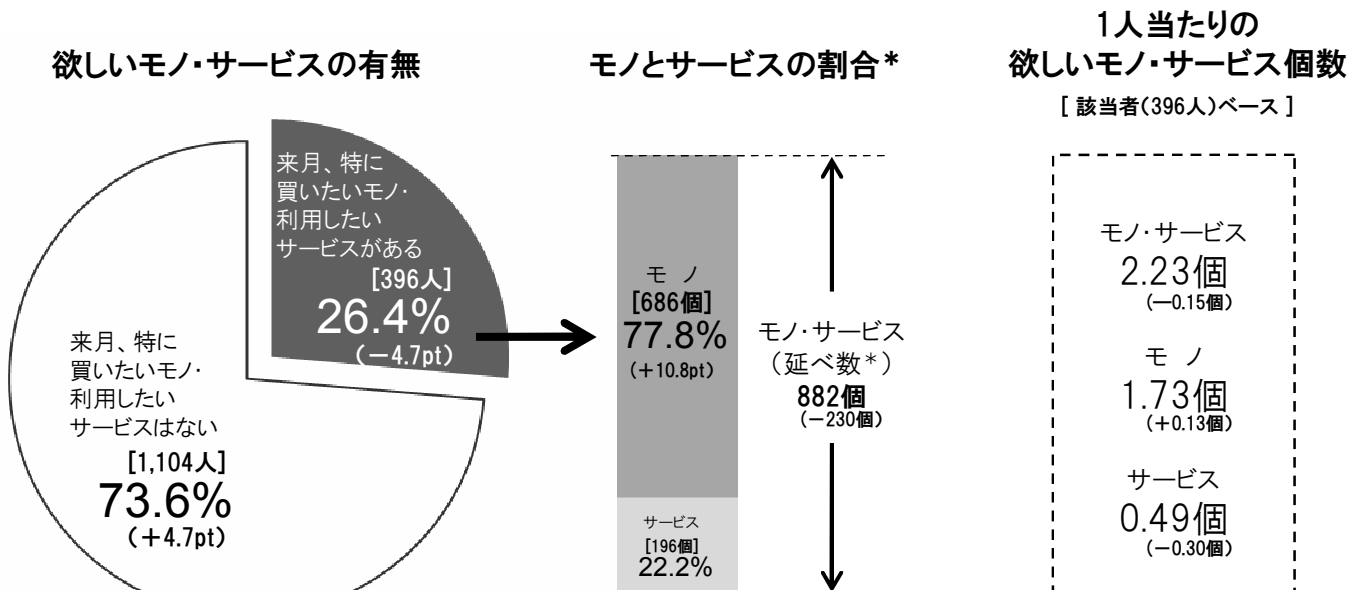 欲しいモノ・サービスの有無
来月、特に
買いたいモノ・
利用したい
サービスがある
[396人]
26.4%
(－4.7pt)
来月、特に
買いたいモノ・
利用したい
サービスはない
[1,104人]
73.6%
(＋4.7pt)
モノとサービスの割合*
モ ノ
[686個]
77.8%
(＋10.8pt)
サービス
[196個]
22.2%
モノ・サービス
(延べ数*)
882個
(－230個)
1人当たりの
欲しいモノ・サービス個数
[ 該当者(396人)ベース ]
モノ・サービス
2.23個
(―0.15個)
モ ノ
1.73個
(＋0.13個)
サービス
0.49個
(－0.30個)